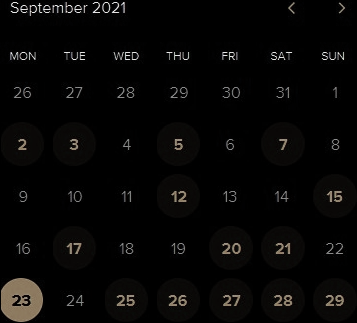 September 2021 < >
MON TUE WED THU FRI SAT SUN
26 27 28 29 30 31 1
2 3 4 5 6 7 8
9 10 11 12 13 14 15
16 17 18 19 20 21 22
23 24 25 26 27 28 29